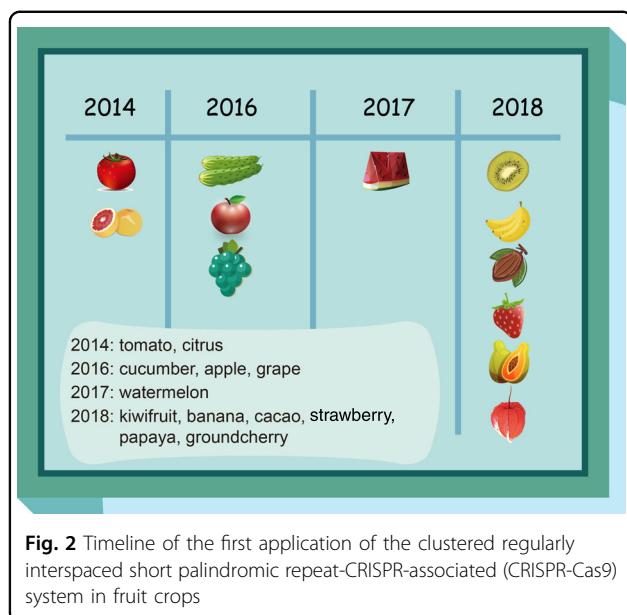 2014 2016 2017 2018
2014: tomato, citrus
2016: cucumber, apple, grape
2017: watermelon
2018: kiwifruit, banana, cacao, strawberry,
papaya, groundcherry
Fig. 2 Timeline of the first application of the clustered regularly
interspaced short palindromic repeat-CRISPR-associated (CRISPR-Cas9)
system in fruit crops